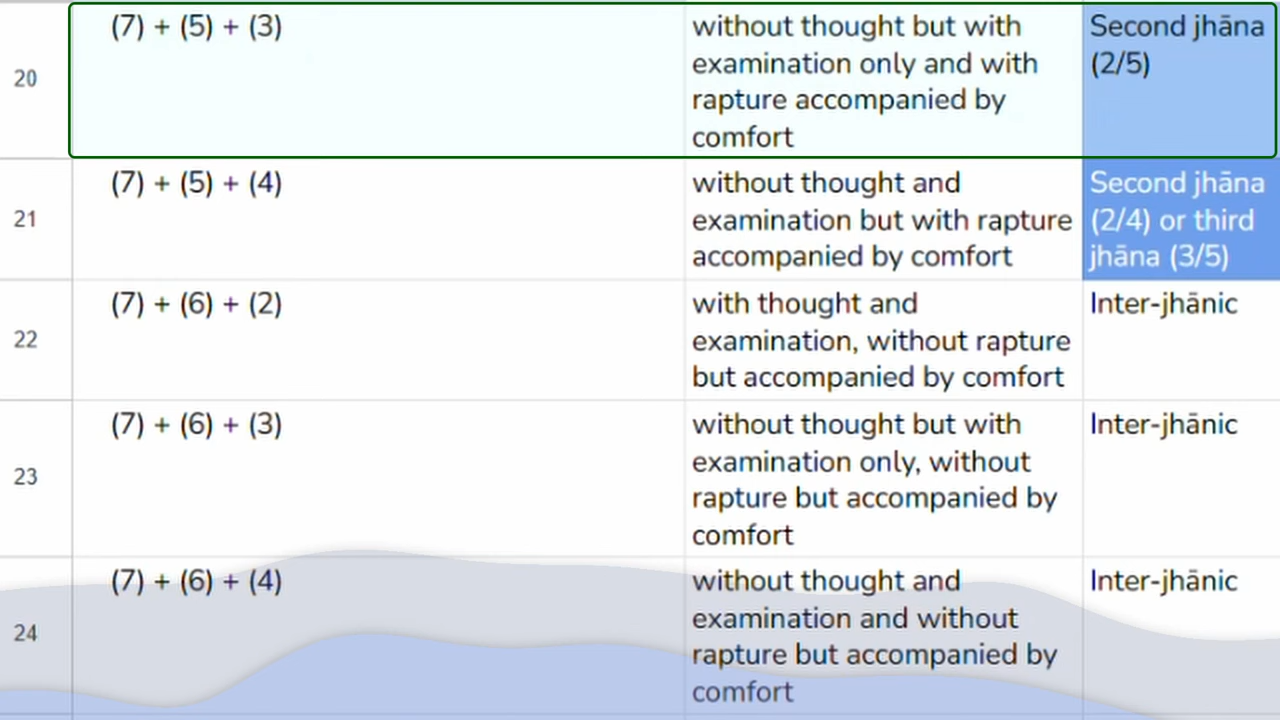 20
(7) + (5) + (3)
without thought but with
examination only and with
rapture accompanied by
comfort
Second jhāna
(2/5)
21
(7) + (5) + (4)
without thought and
examination but with rapture
accompanied by comfort
Second jhāna
(2/4) or third
jhāna (3/5)
22
(7) + (6) + (2)
with thought and
examination, without rapture
but accompanied by comfort
Inter-jhānic
23
(7) + (6) + (3)
without thought but with
examination only, without
rapture but accompanied by
comfort
Inter-jhānic
24
(7) + (6) + (4)
without thought and
examination and without
rapture but accompanied by
comfort
Inter-jhānic